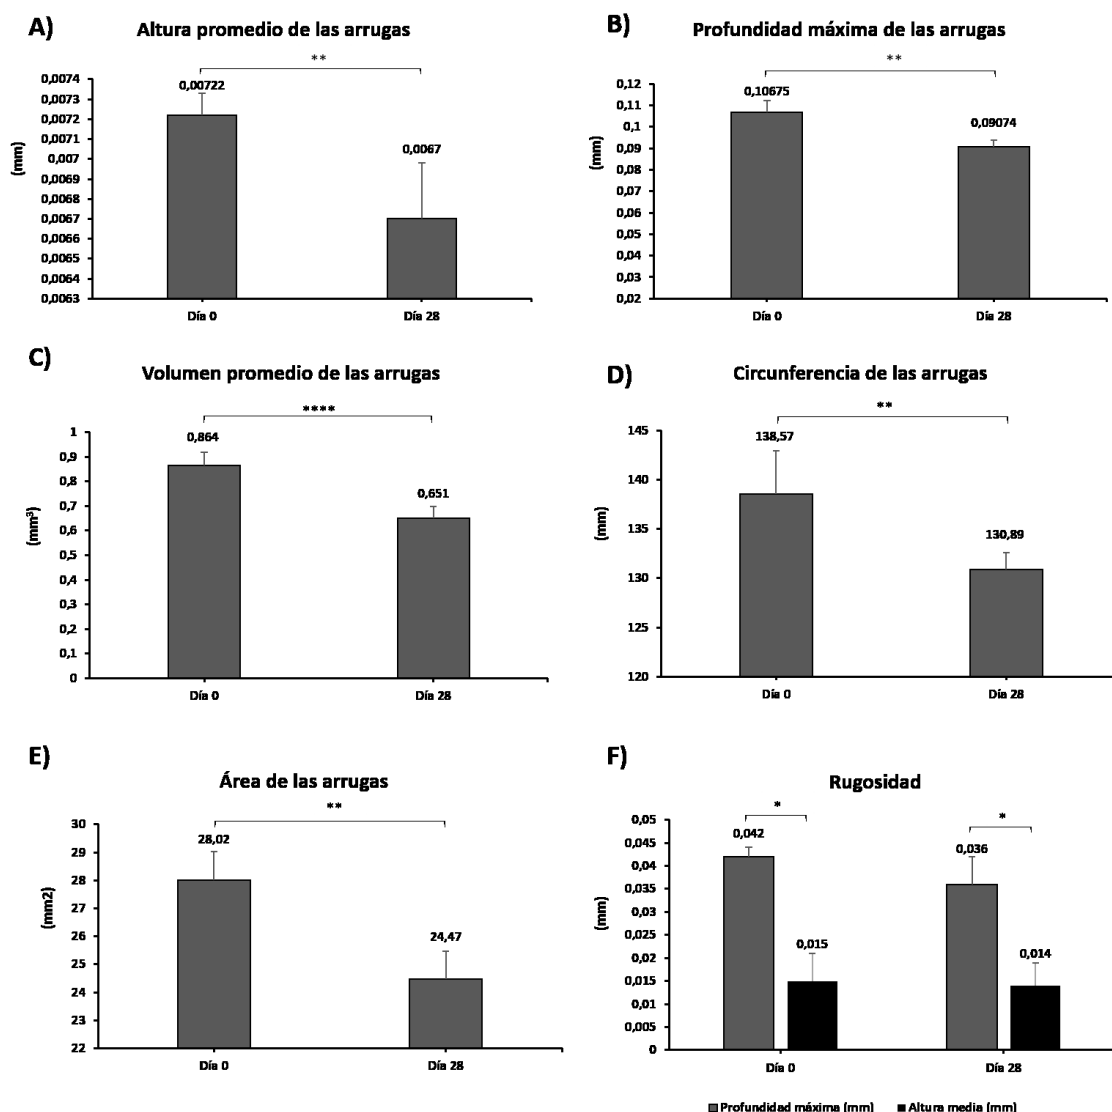 A)
Altura promedio de las arrugas
**
0,0074
0,0073
0,0072
0,0071
0,007
0,0069
0,0068
0,0067
0,0066
0,0065
0,0064
0,0063
(mm)
0,00722
0,0067
Día 0
Día 28
B)
Profundidad máxima de las arrugas
**
0,12
0,11
0,1
0,09
0,08
0,07
0,06
0,05
0,04
0,03
0,02
(mm)
0,10675
0,09074
Día 0
Día 28
C)
Volumen promedio de las arrugas
****
1
0,9
0,8
0,7
0,6
0,5
0,4
0,3
0,2
0,1
0
(mm³)
0,864
0,651
Día 0
Día 28
D)
Circunferencia de las arrugas
**
145
140
135
130
125
120
(mm)
138,57
130,89
Día 0
Día 28
E)
Área de las arrugas
**
30
29
28
27
26
25
24
23
22
(mm2)
28,02
24,47
Día 0
Día 28
F)
Rugosidad
*
*
0,05
0,045
0,04
0,035
0,03
0,025
0,02
0,015
0,01
0,005
0
(mm)
0,042
0,015
0,036
0,014
Día 0
Día 28
Profundidad máxima (mm)
Altura media (mm)